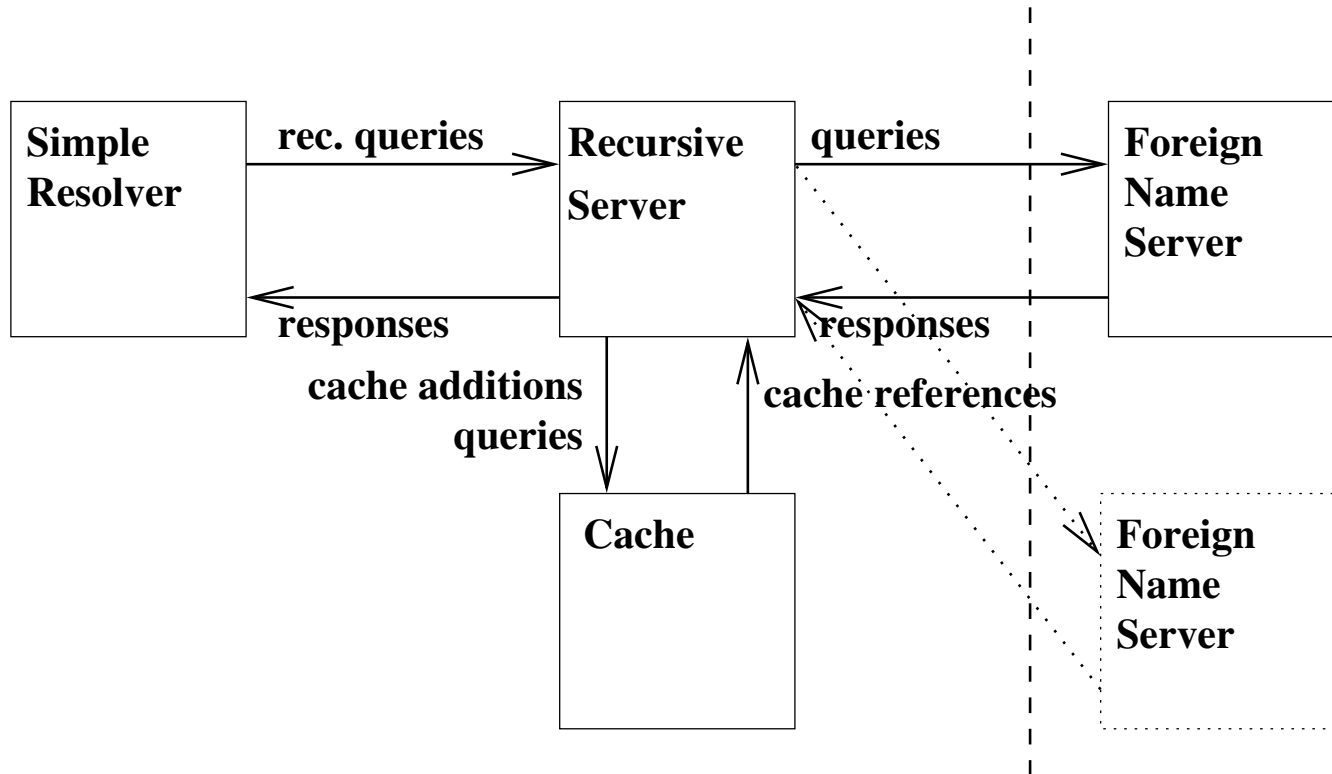 Simple
Resolver
rec. queries
responses
Recursive
Server
queries
responses
Foreign
Name
Server
cache additions
queries
cache references
Cache
Foreign
Name
Server